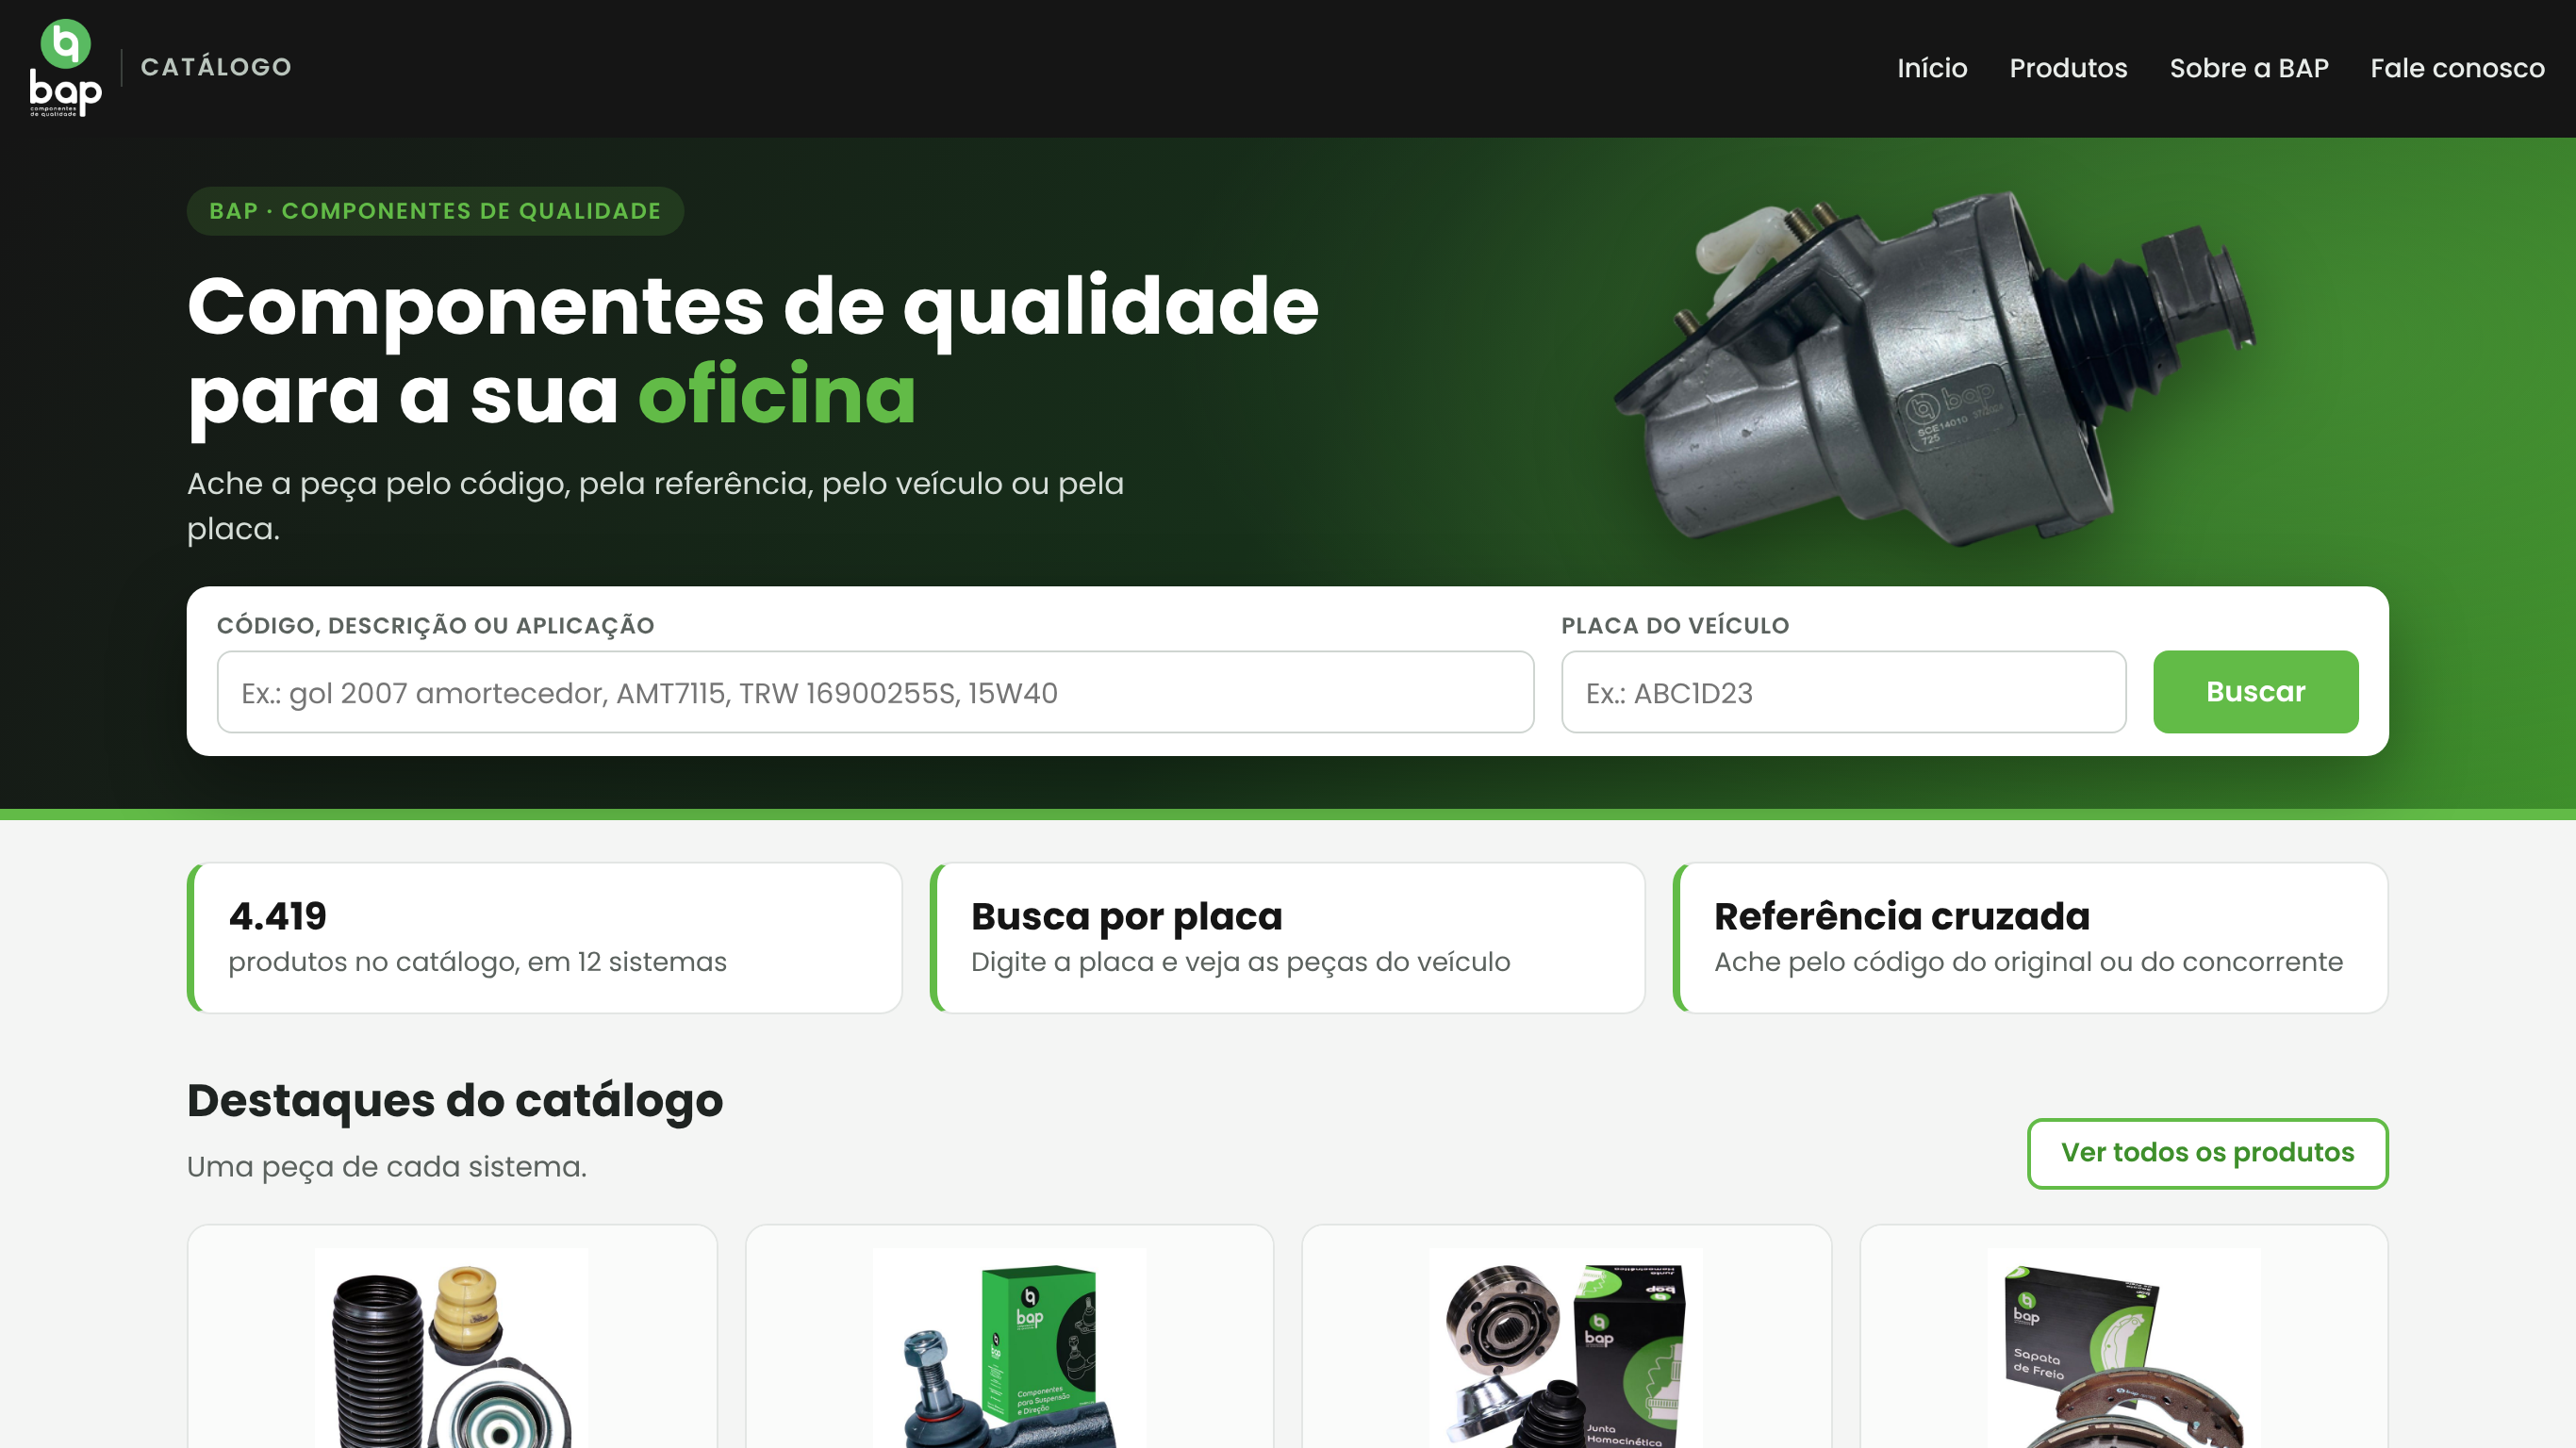 bap
componentes
de qualidade
CATÁLOGO
Início
Produtos
Sobre a BAP
Fale conosco
BAP · COMPONENTES DE QUALIDADE
Componentes de qualidade
para a sua oficina
Ache a peça pelo código, pela referência, pelo veículo ou pela
placa.
bap
SCE14010
725
CÓDIGO, DESCRIÇÃO OU APLICAÇÃO
Ex.: gol 2007 amortecedor, AMT7115, TRW 16900255S, 15W40
PLACA DO VEÍCULO
Ex.: ABC1D23
Buscar
4.419
produtos no catálogo, em 12 sistemas
Busca por placa
Digite a placa e veja as peças do veículo
Referência cruzada
Ache pelo código do original ou do concorrente
Destaques do catálogo
Uma peça de cada sistema.
Ver todos os produtos
bap
Componentes
para Suspensão
e Direção
bap
Junta
Homocinética
bap
Sapata
de Freio
bap